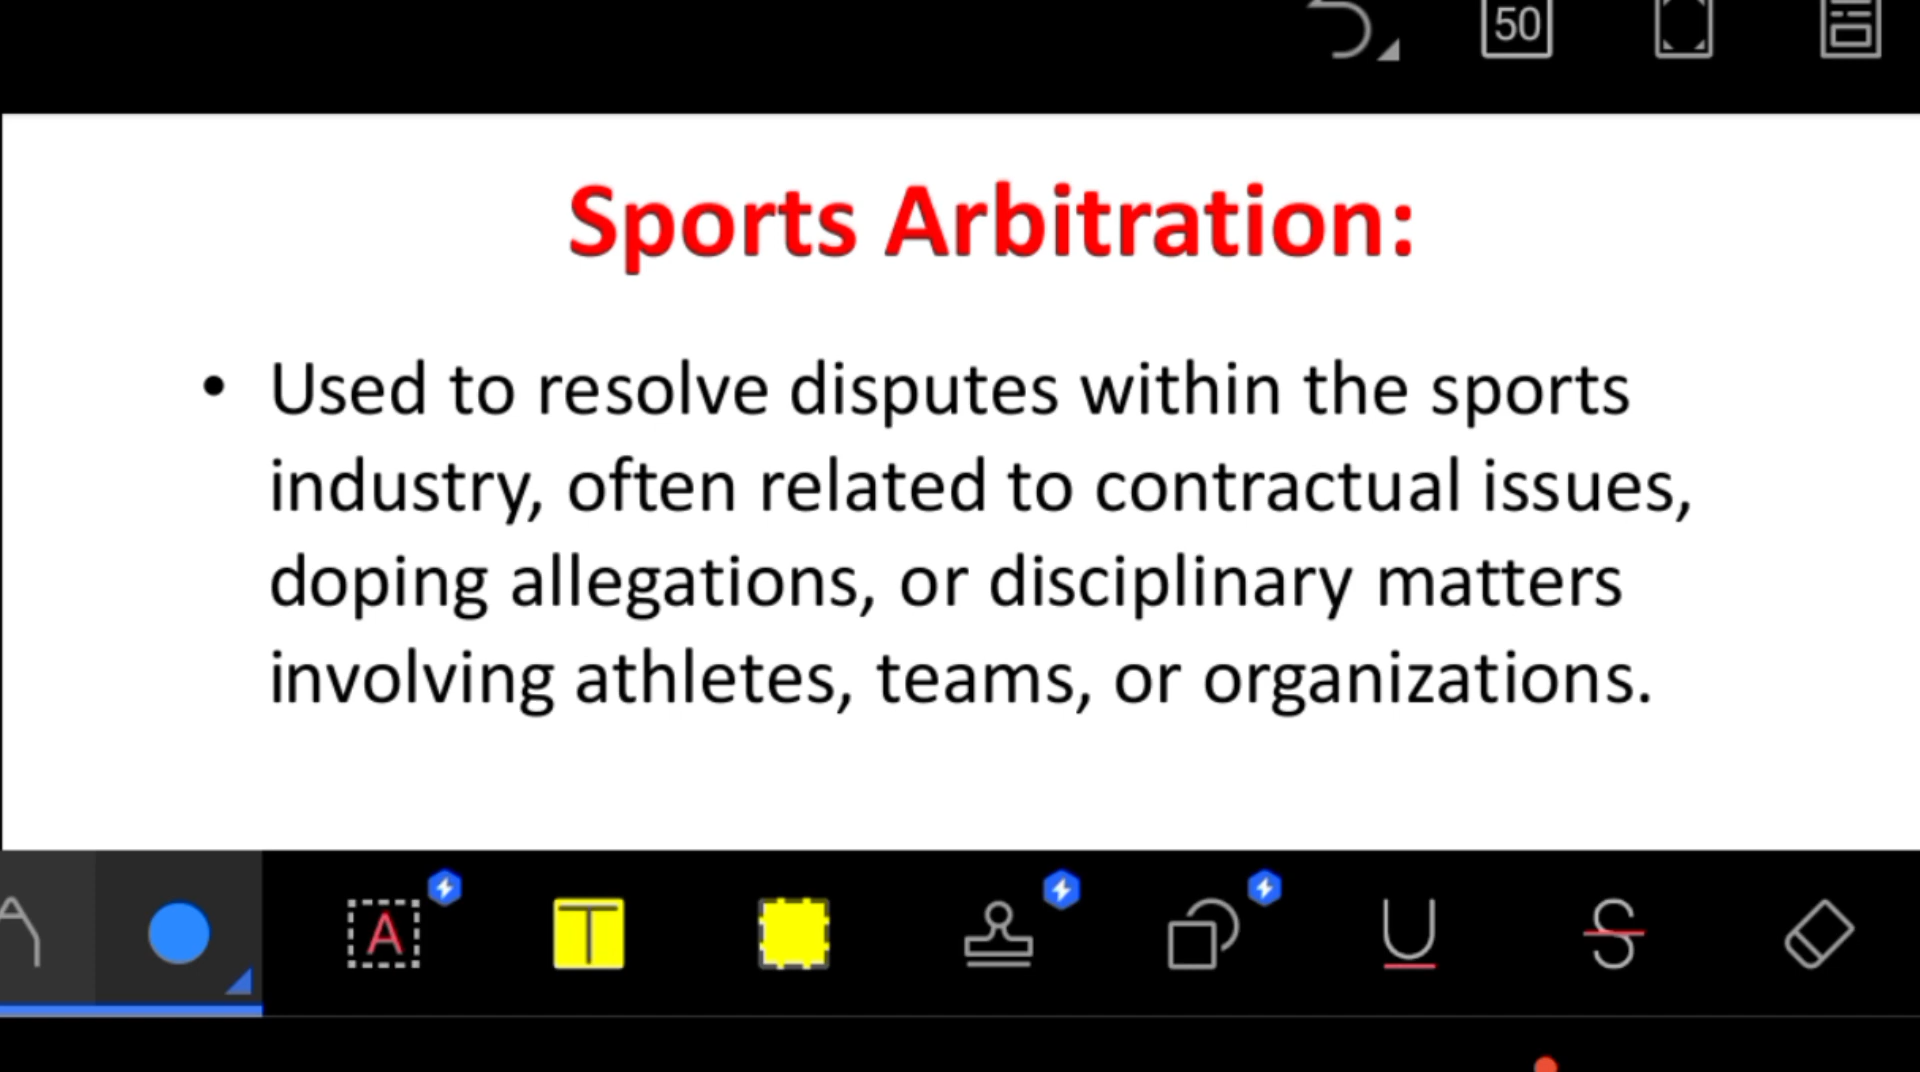 50
Sports Arbitration:
• Used to resolve disputes within the sports
industry, often related to contractual issues,
doping allegations, or disciplinary matters
involving athletes, teams, or organizations.
A T U S